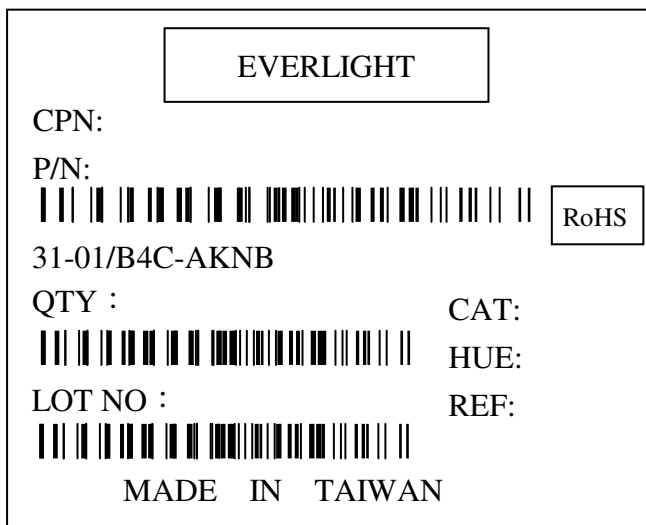 EVERLIGHT
CPN:
P/N:
RoHS
31-01/B4C-AKNB
QTY：
CAT:
HUE:
LOT NO：
REF:
MADE IN TAIWAN